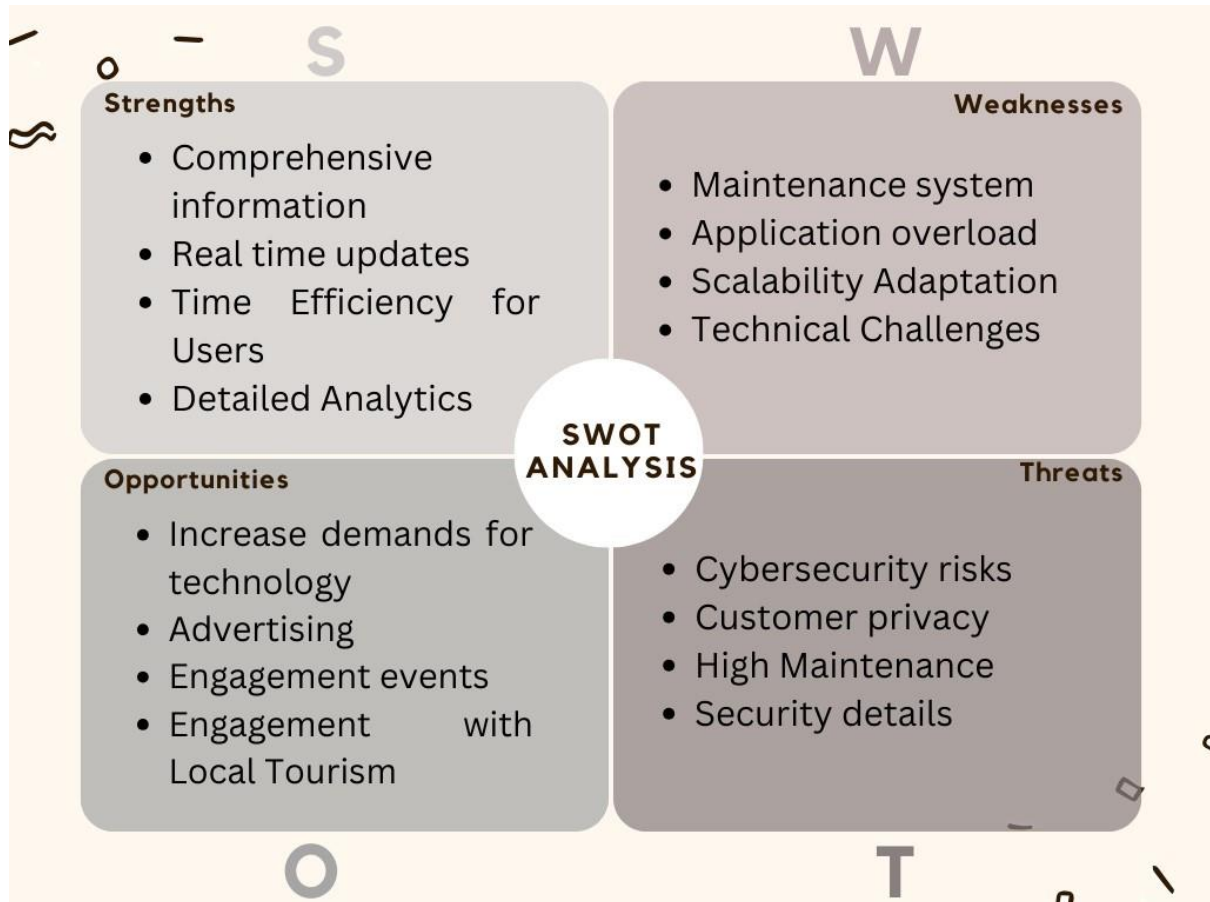 S
Strengths
Comprehensive
information
Real time updates
Time Efficiency for
Users
Detailed Analytics
W
Weaknesses
Maintenance system
Application overload
Scalability Adaptation
Technical Challenges
SWOT
ANALYSIS
Opportunities
Increase demands for
technology
Advertising
Engagement events
Engagement with
Local Tourism
O
Threats
Cybersecurity risks
Customer privacy
High Maintenance
Security details
T